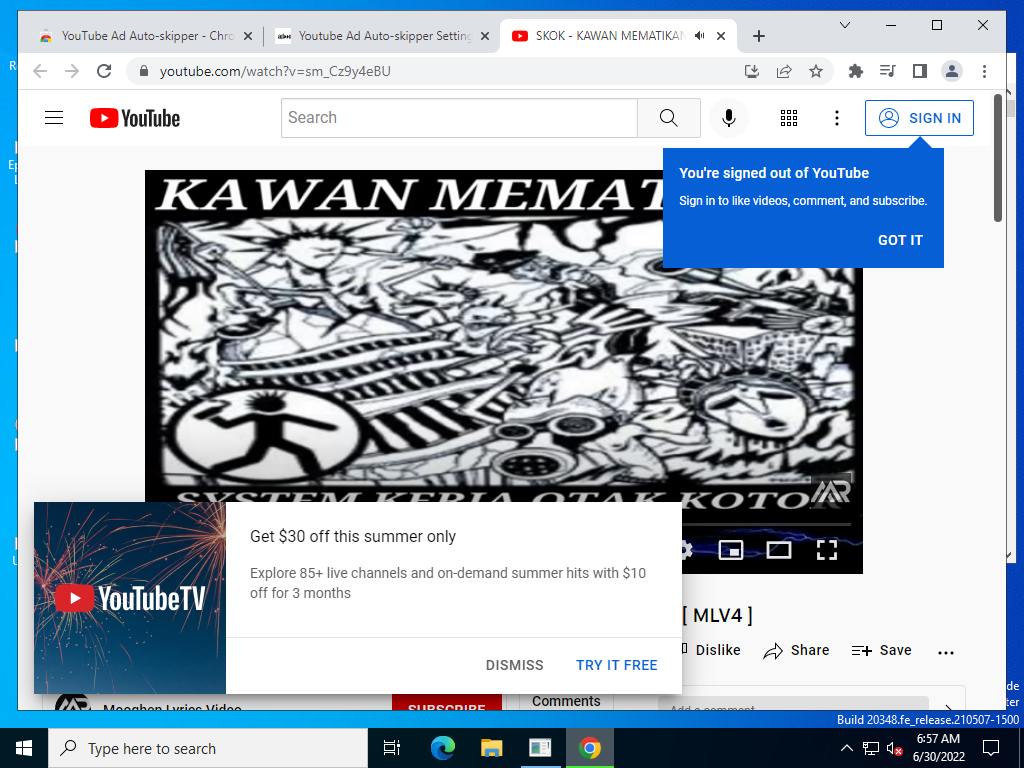 YouTube Ad Auto-skipper - Chro
Youtube Ad Auto-skipper Setting
SKOK - KAWAN MEMATIKAN
youtube.com/watch?v=sm_Cz9y4eBU
YouTube
Search
SIGN IN
You're signed out of YouTube
Sign in to like videos, comment, and subscribe.
GOT IT
KAWAN MEMAT
SYSTEM KERJA OTAK KOTO
Get $30 off this summer only
Explore 85+ live channels and on-demand summer hits with $10
off for 3 months
YouTubeTV
DISMISS
TRY IT FREE
[ MLV4 ]
Dislike
Share
Save
Mooghen Lyrics Video
SUBSCRIBE
Comments
Add a comment...
Build 20348.fe_release.210507-1500
Type here to search
6:57 AM
6/30/2022